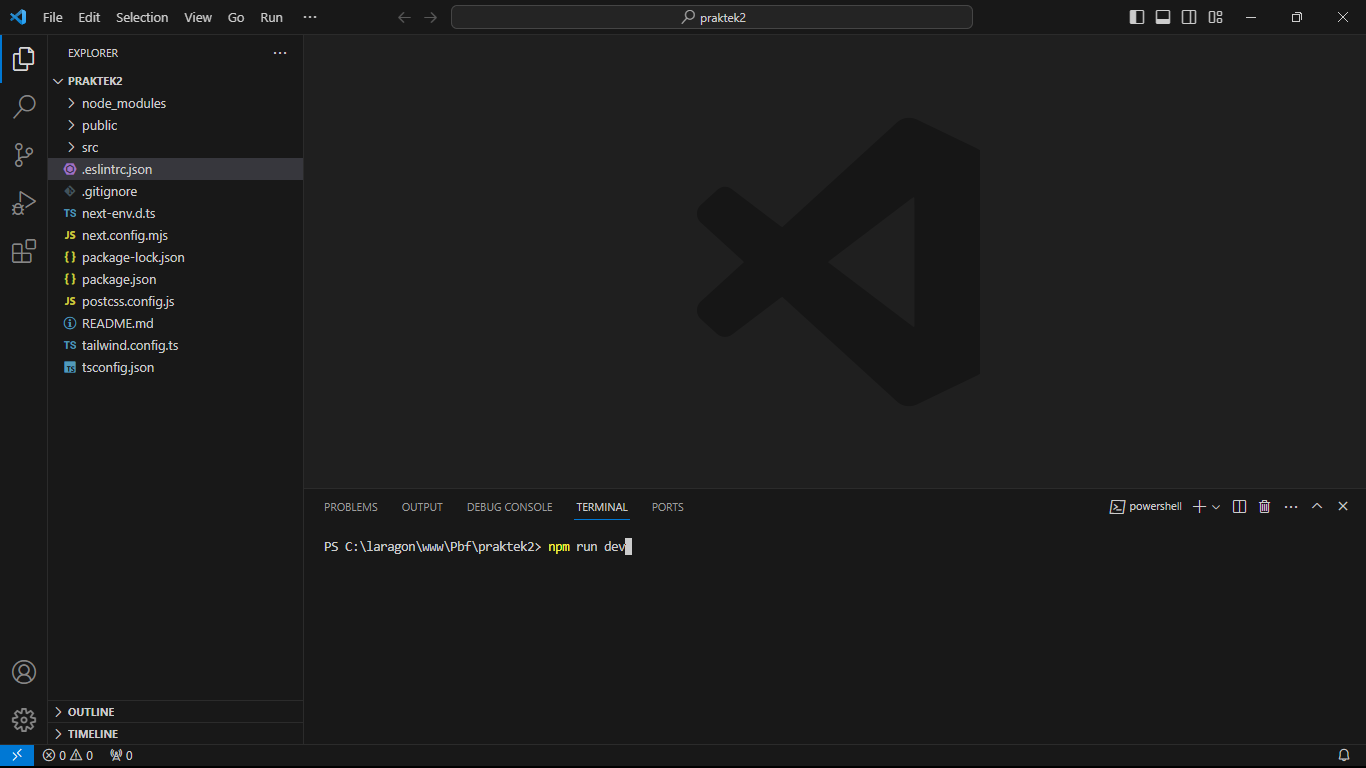 File Edit Selection View Go Run ···
praktek2
EXPLORER
PRAKTEK2
node_modules
public
src
.eslintrc.json
.gitignore
TS next-env.d.ts
JS next.config.mjs
{} package-lock.json
{} package.json
JS postcss.config.js
README.md
TS tailwind.config.ts
TS tsconfig.json
PROBLEMS OUTPUT DEBUG CONSOLE TERMINAL PORTS
powershell
PS C:\laragon\www\Pbf\praktek2> npm run dev
OUTLINE
TIMELINE
0 0 0